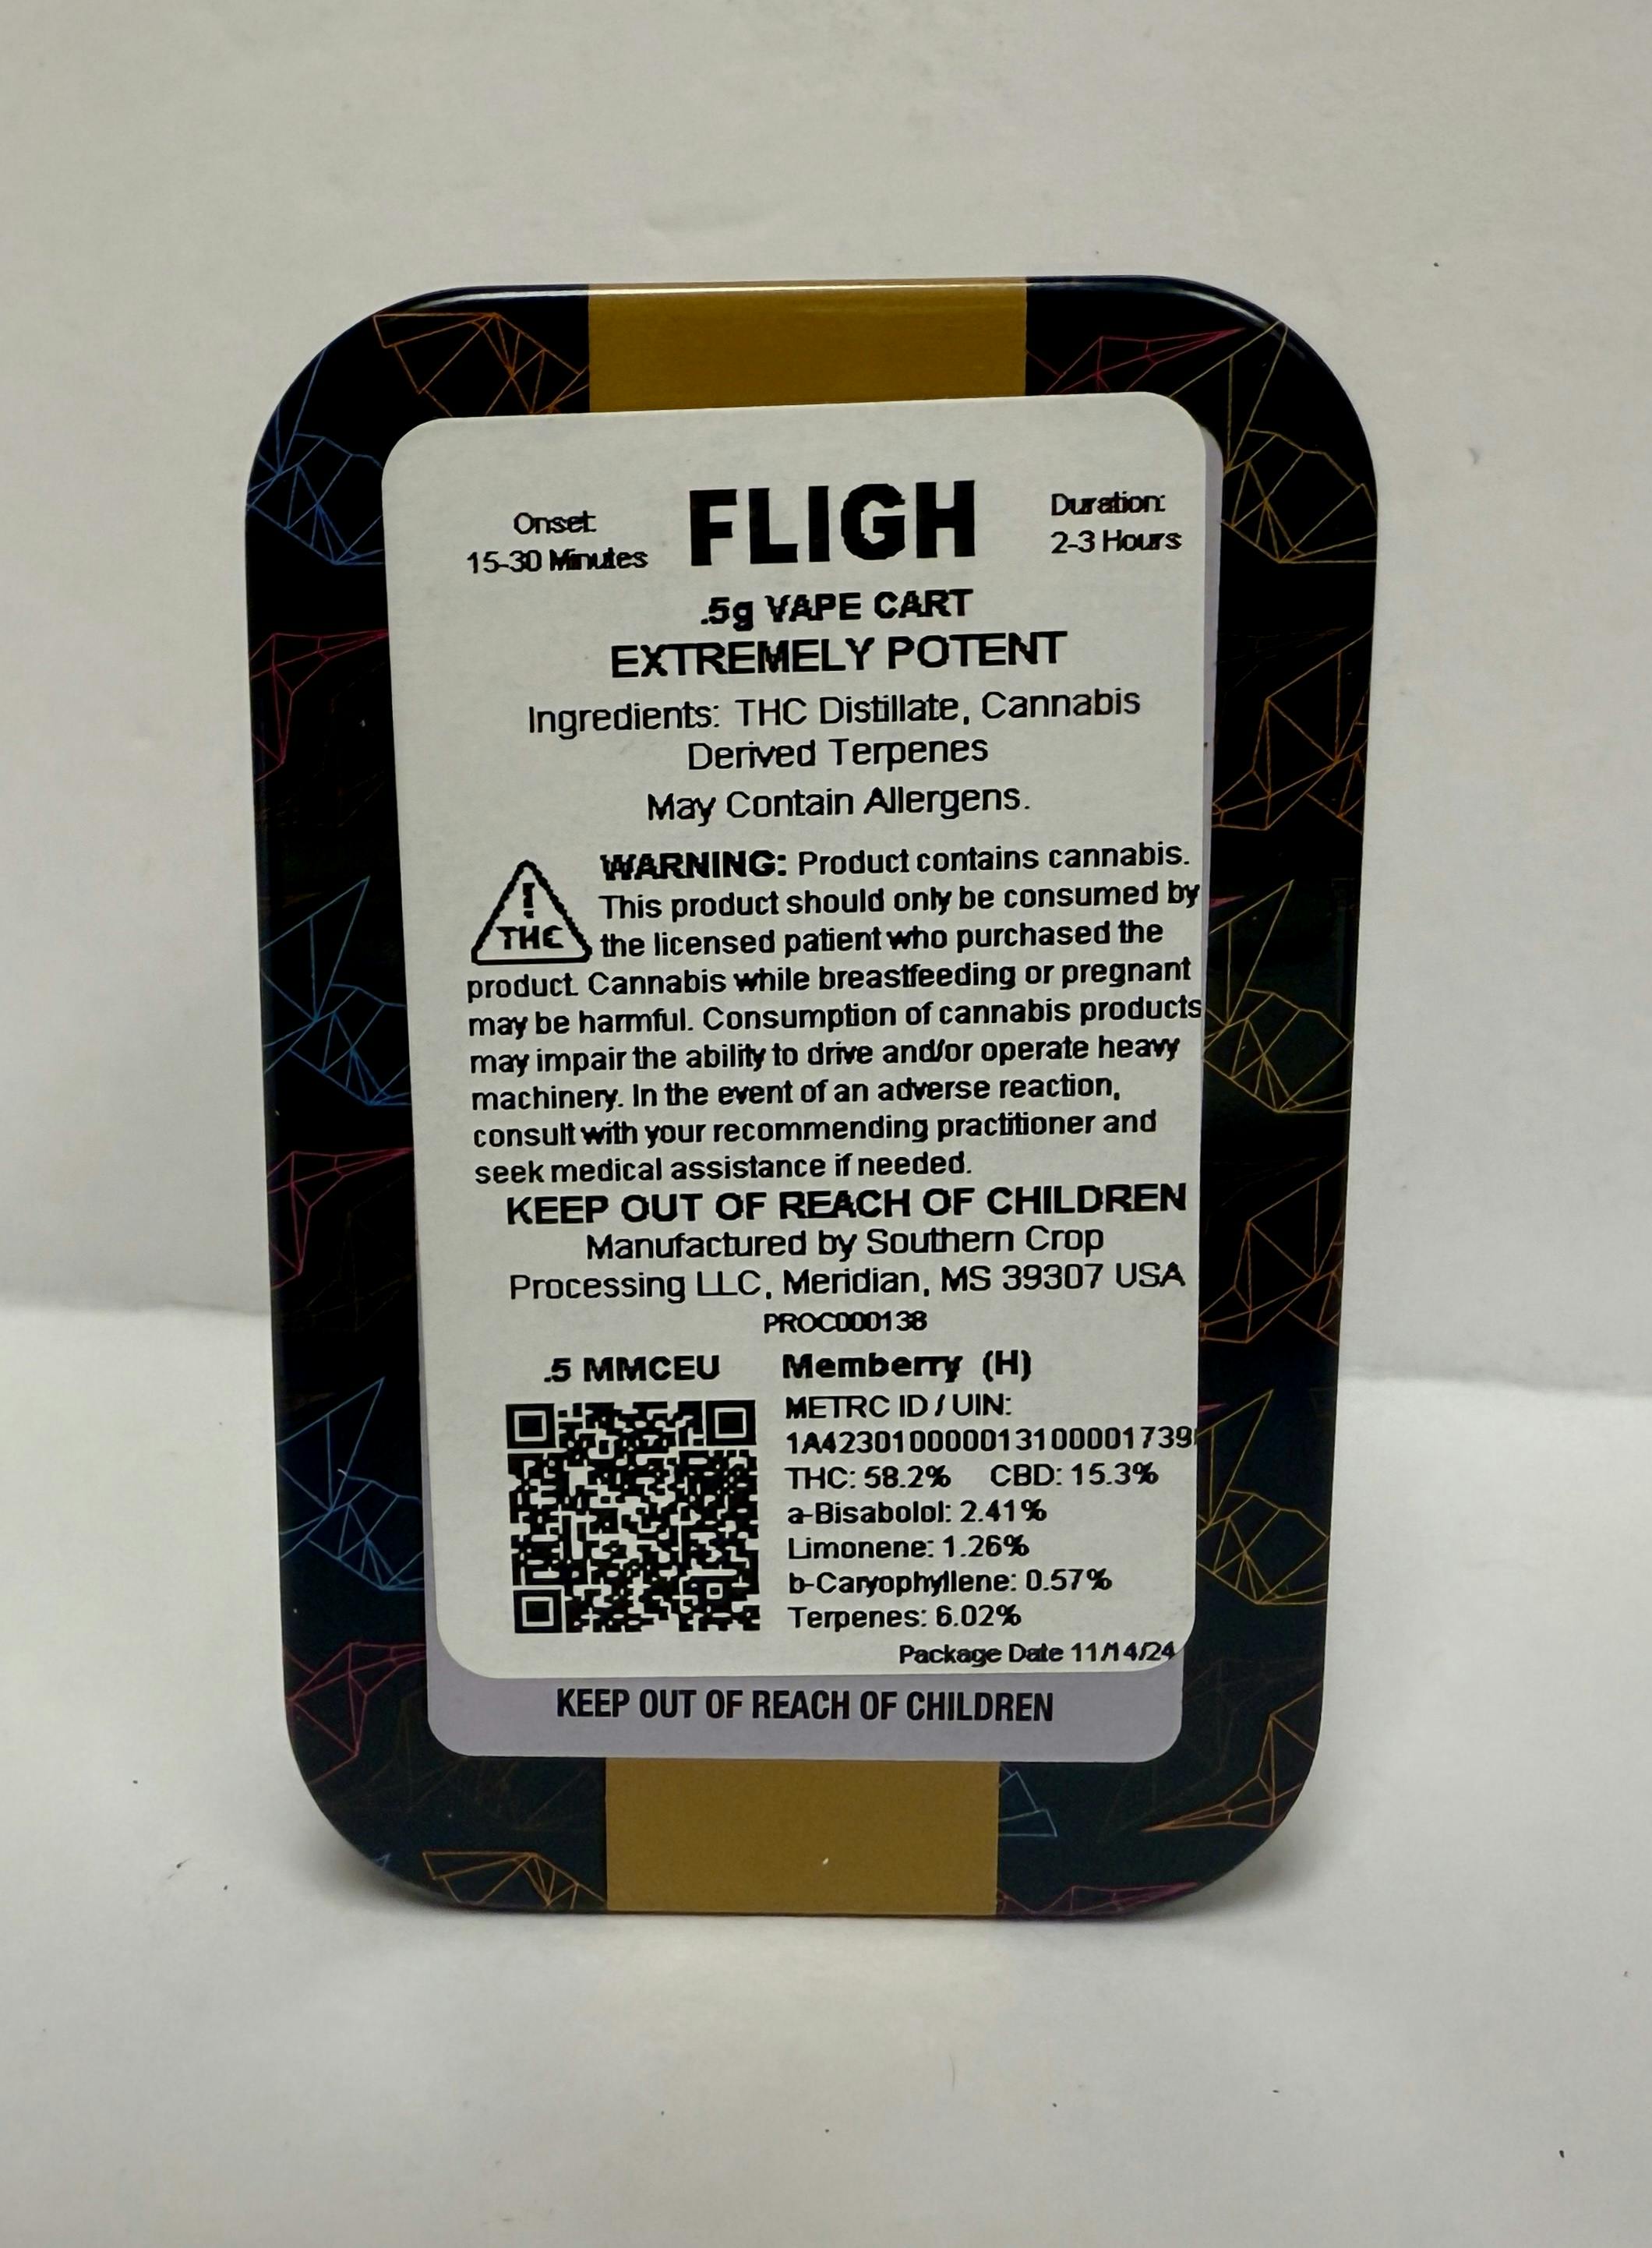 Onset:
15-30 Minutes
FLIGH
Duration:
2-3 Hours
.5g VAPE CART
EXTREMELY POTENT
Ingredients: THC Distillate, Cannabis
Derived Terpenes
May Contain Allergens.
!
THC
WARNING: Product contains cannabis.
This product should only be consumed by
the licensed patient who purchased the
product. Cannabis while breastfeeding or pregnant
may be harmful. Consumption of cannabis products
may impair the ability to drive and/or operate heavy
machinery. In the event of an adverse reaction,
consult with your recommending practitioner and
seek medical assistance if needed.
KEEP OUT OF REACH OF CHILDREN
Manufactured by Southern Crop
Processing LLC, Meridian, MS 39307 USA
PROC000138
.5 MMCEU
Memberry (H)
METRC ID / UIN:
1A423010000013100001739
THC: 58.2% CBD: 15.3%
a-Bisabolol: 2.41%
Limonene: 1.26%
b-Caryophyllene: 0.57%
Terpenes: 6.02%
Package Date 11/14/24
KEEP OUT OF REACH OF CHILDREN